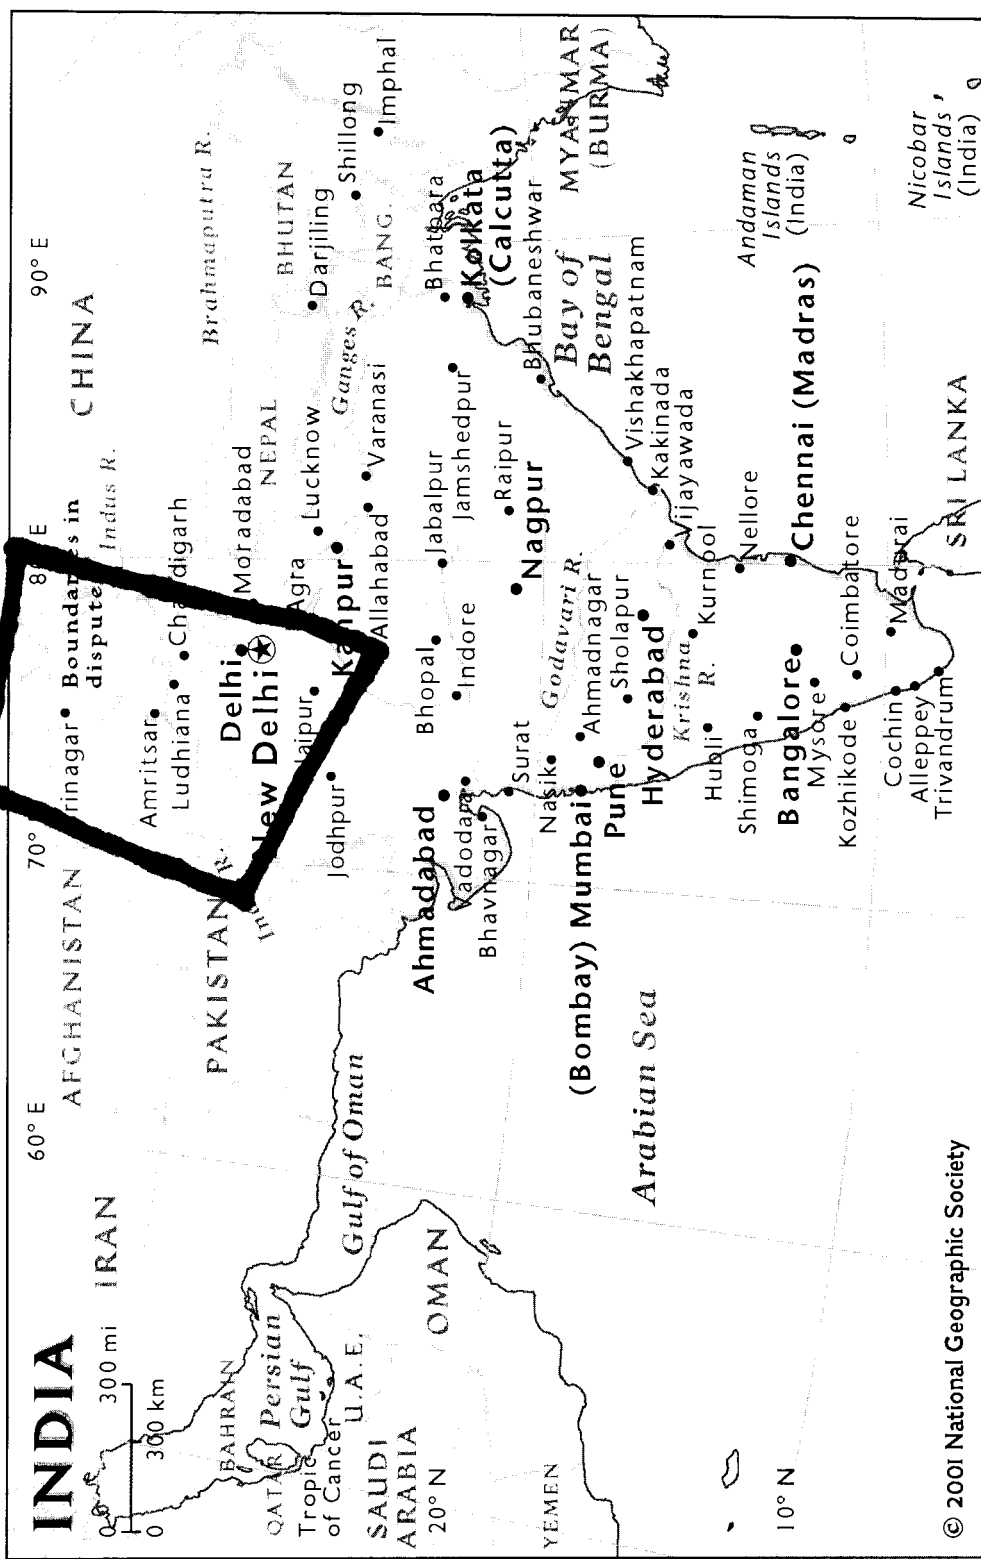 INDIA
0 300 mi
0 300 km
60° E
70°
80° E
90° E
IRAN
AFGHANISTAN
CHINA
Boundaries in
dispute
Indus R.
Brahmaputra R.
Srinagar
Amritsar
Ludhiana
Chandigarh
BHUTAN
Shillong
Imphal
PAKISTAN
Indus R.
Delhi
New Delhi
Moradabad
NEPAL
Darjiling
BAHRAIN
QATAR
Persian
Gulf
Tropic
of Cancer
U.A.E.
Gulf of Oman
Jodhpur
Jaipur
Agra
Kanpur
Lucknow
Ganges R.
Allahabad
Varanasi
BANG.
SAUDI
ARABIA
20° N
OMAN
Ahmadabad
Vadodara
Bhavnagar
Bhopal
Indore
Jabalpur
Jamshedpur
Bhatpara
Kolkata
(Calcutta)
MYANMAR
(BURMA)
Surat
Nasik
Nagpur
Raipur
Bhubaneshwar
Bay of
Bengal
YEMEN
(Bombay) Mumbai
Pune
Ahmadnagar
Godavari R.
Sholapur
Hyderabad
Vishakhapatnam
Kakinada
Vijayawada
Arabian Sea
Krishna
R.
Kurnool
Hubli
Shimoga
Nellore
Andaman
Islands
(India)
10° N
Bangalore
Mysore
Chennai (Madras)
Kozhikode
Coimbatore
Cochin
Alleppey
Trivandrum
Madurai
SRI LANKA
Nicobar
Islands
(India)
© 2001 National Geographic Society